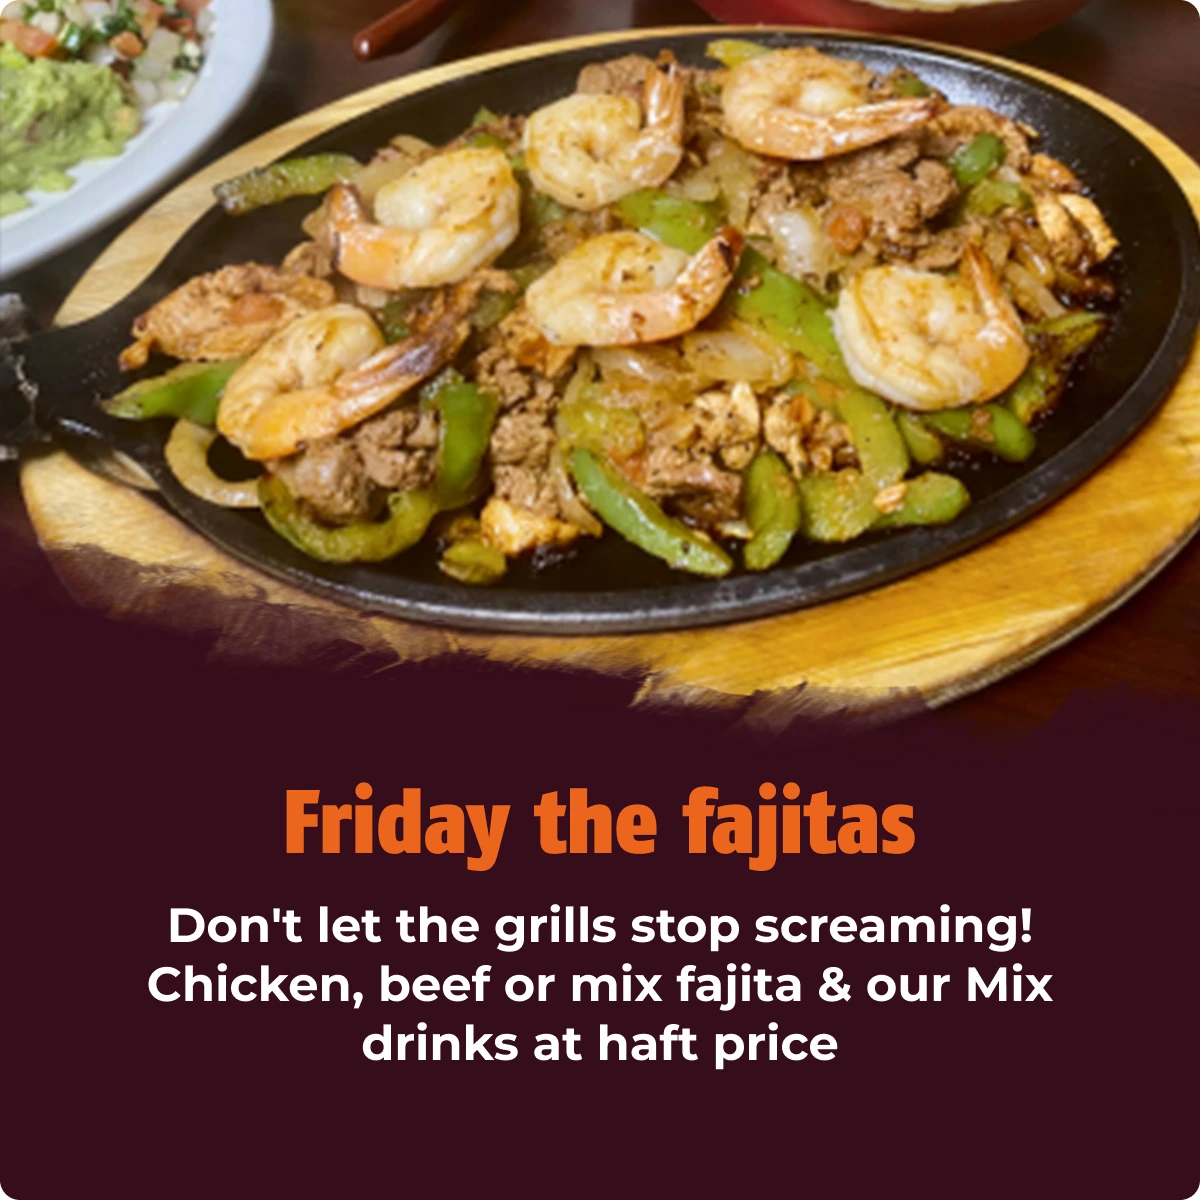 Friday the fajitas
Don't let the grills stop screaming!
Chicken, beef or mix fajita & our Mix
drinks at haft price